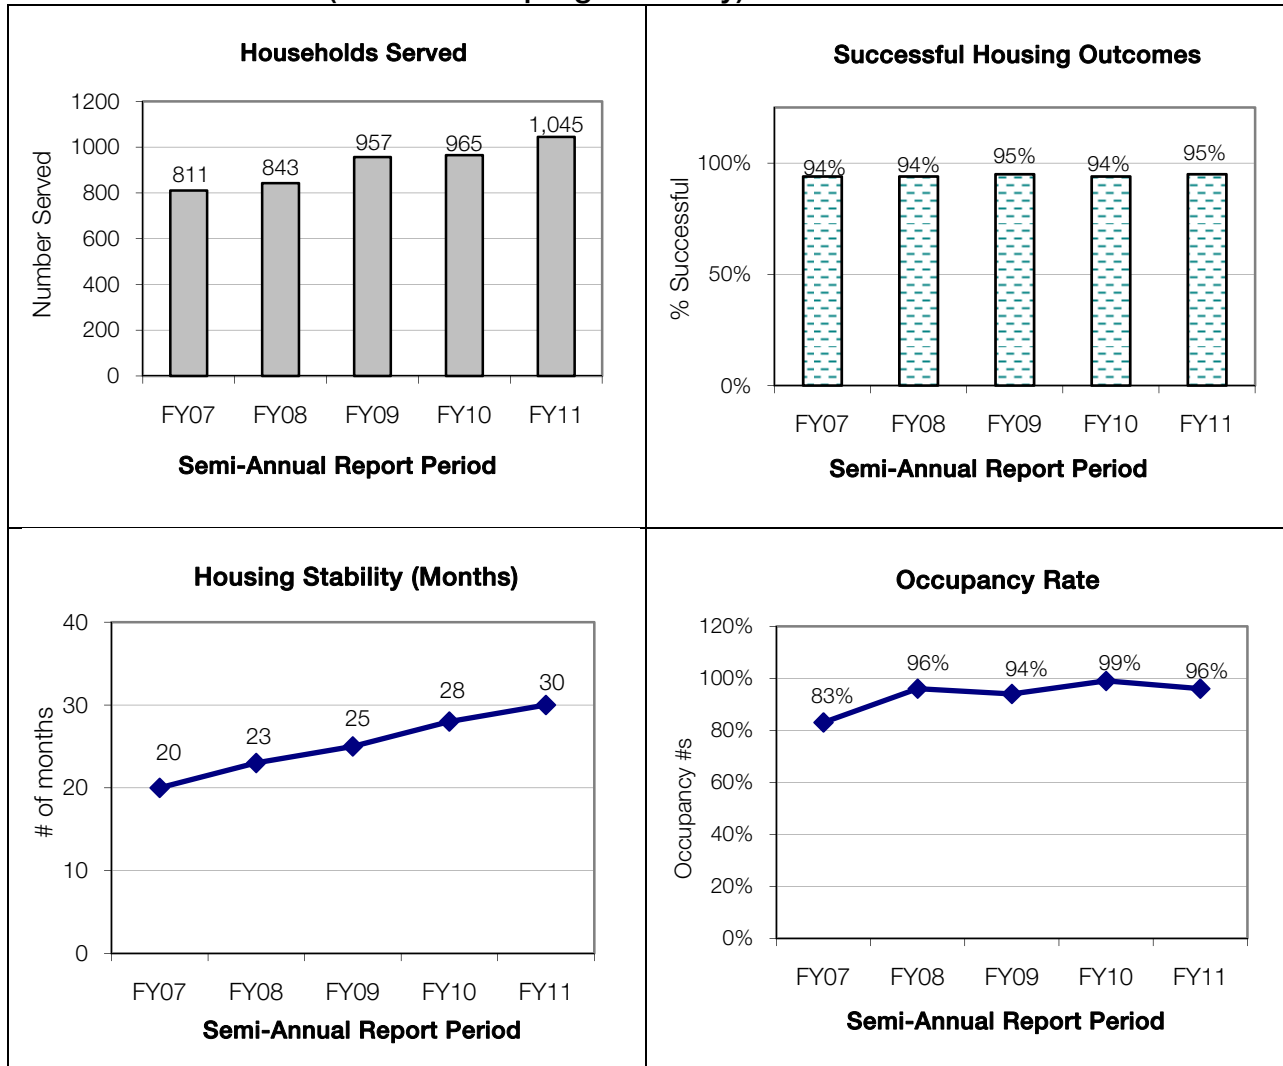 Households Served
1200
1000
800
600
400
200
0
Number Served
811
843
957
965
1,045
FY07 FY08 FY09 FY10 FY11
Semi-Annual Report Period
Successful Housing Outcomes
100%
50%
0%
% Successful
94%
94%
95%
94%
95%
FY07 FY08 FY09 FY10 FY11
Semi-Annual Report Period
Housing Stability (Months)
40
30
20
10
0
# of months
20
23
25
28
30
FY07 FY08 FY09 FY10 FY11
Semi-Annual Report Period
Occupancy Rate
120%
100%
80%
60%
40%
20%
0%
Occupancy #s
83%
96%
94%
99%
96%
FY07 FY08 FY09 FY10 FY11
Semi-Annual Report Period